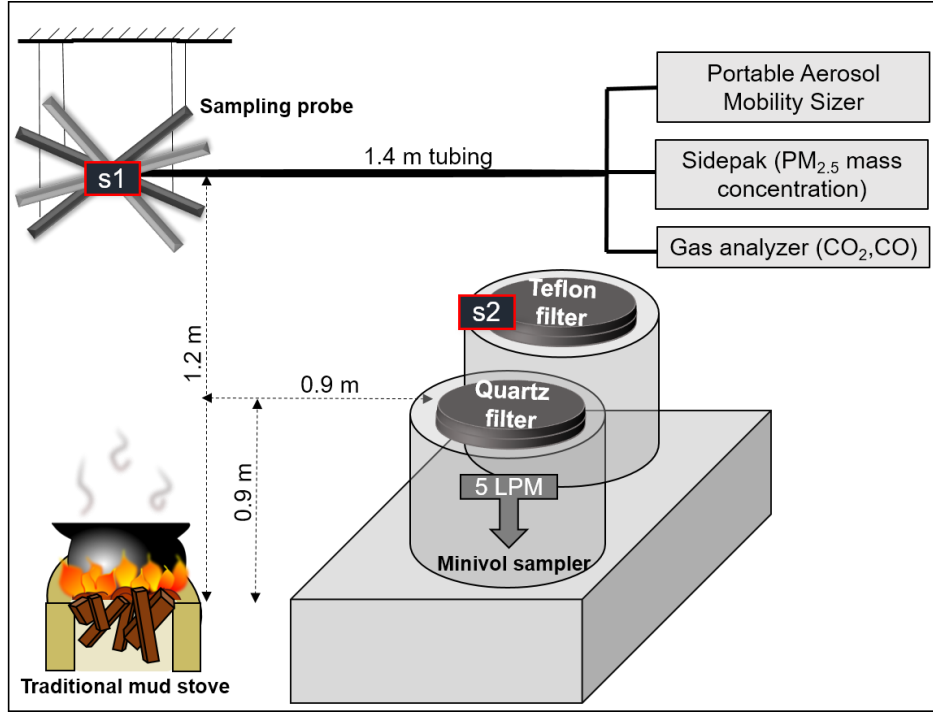 Portable Aerosol
Mobility Sizer
Sampling probe
1.4 m tubing
s1
Sidepak (PM2.5 mass
concentration)
Gas analyzer (CO2,CO)
Teflon
filter
s2
1.2 m
0.9 m
Quartz
filter
0.9 m
5 LPM
Minivol sampler
Traditional mud stove